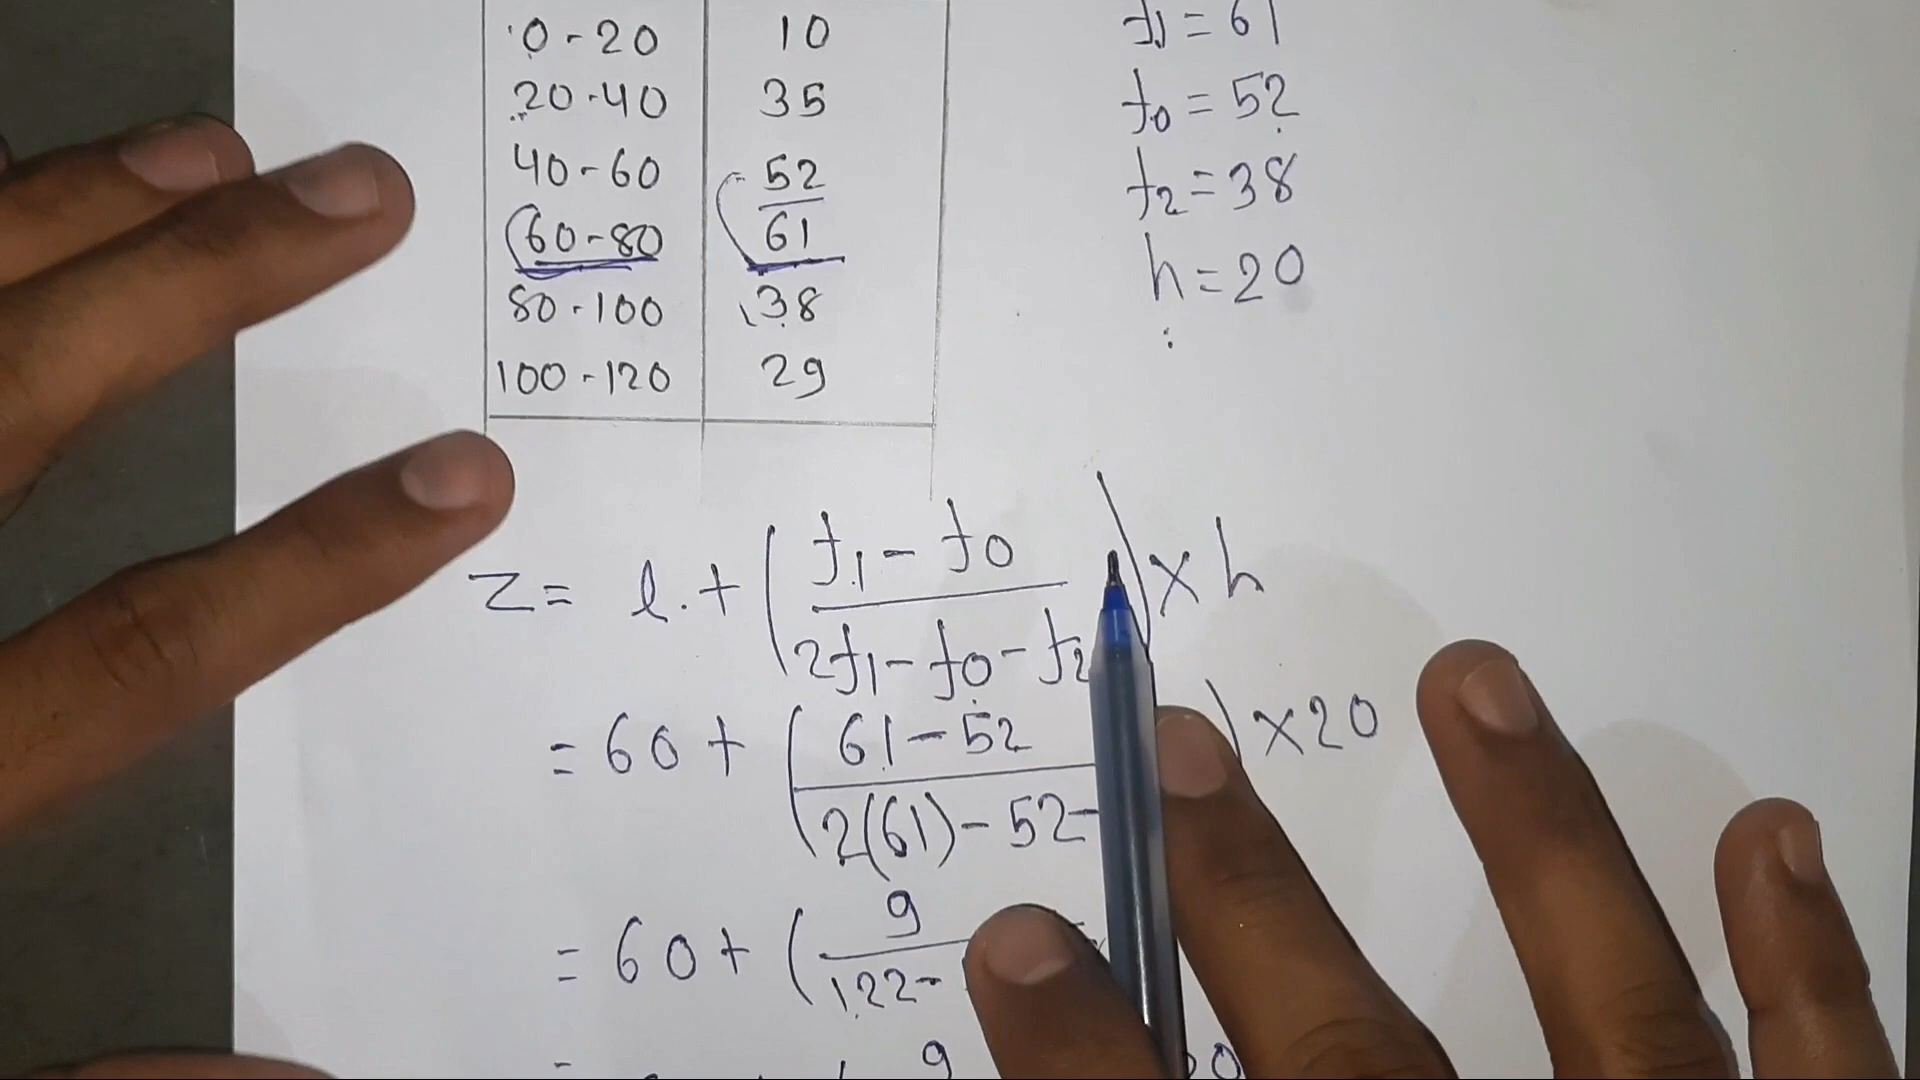 0-20 10
20-40 35
40-60 52
60-80 61
80-100 38
100-120 29
f1 = 61
f0 = 52
f2 = 38
h = 20
Z = l + (f1 - f0 / 2f1 - f0 - f2) × h
= 60 + (61 - 52 / 2(61) - 52 - ) × 20
= 60 + (9 / 122 -
9